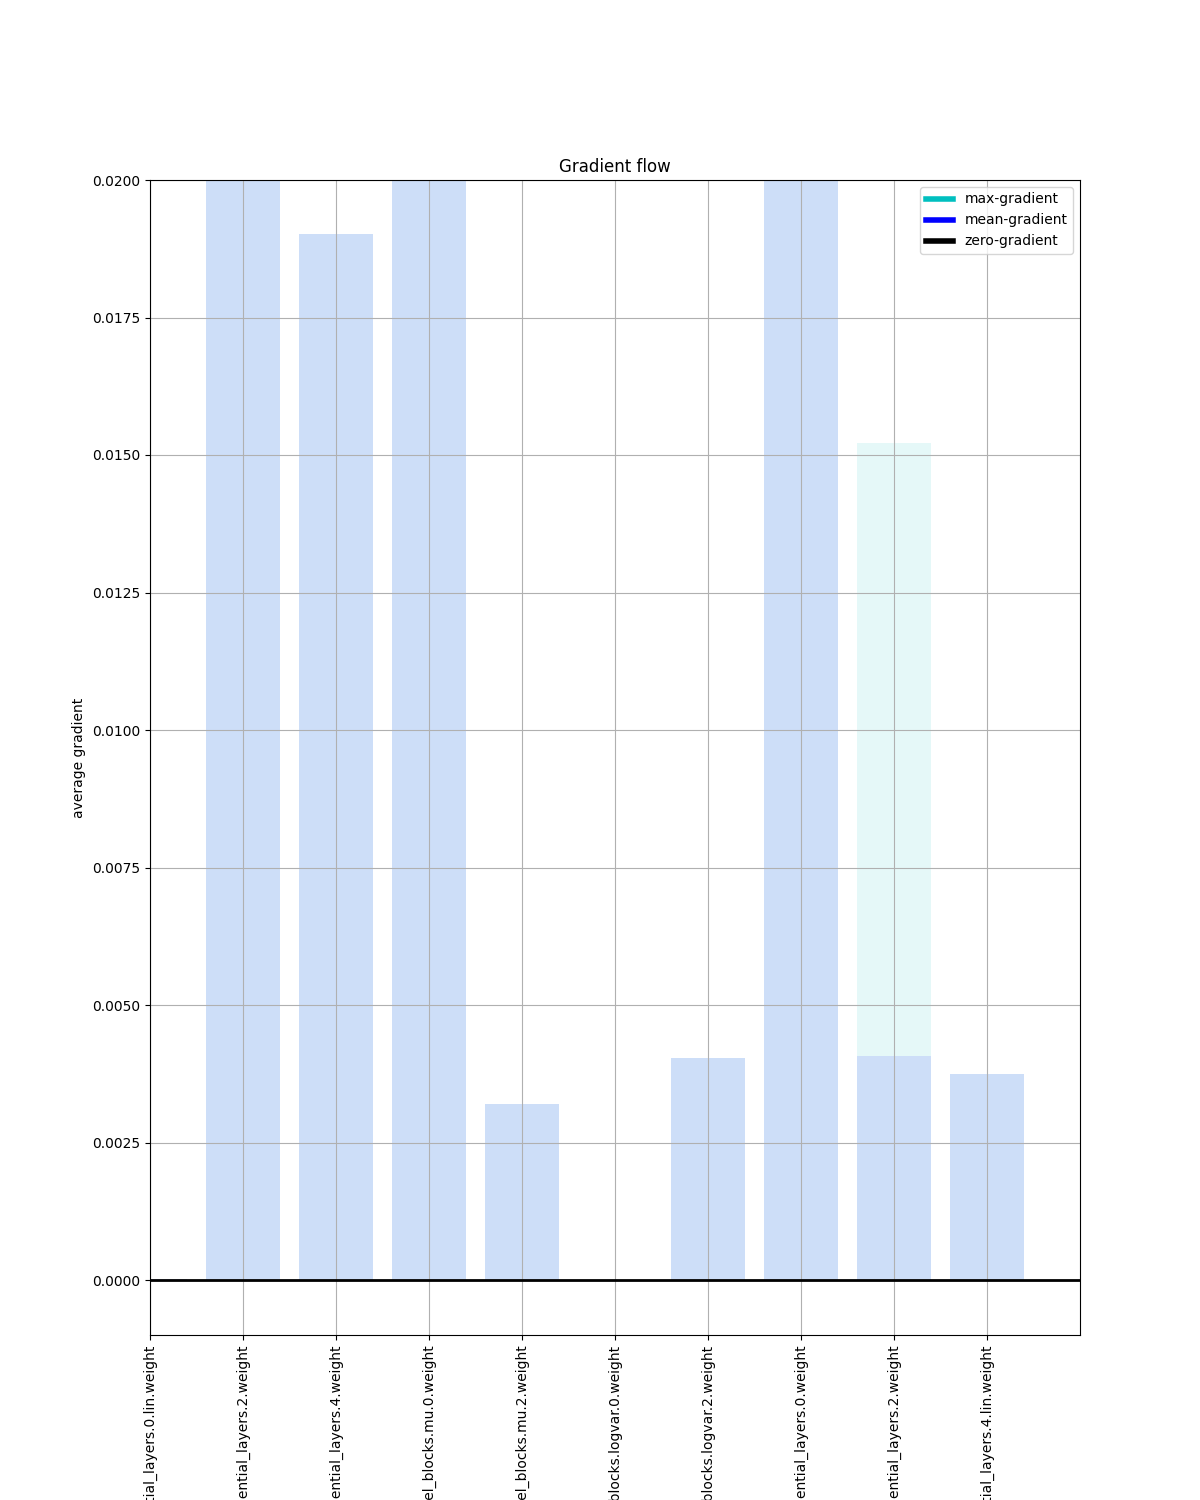 Gradient flow
max-gradient
mean-gradient
zero-gradient
0.0200
0.0175
0.0150
0.0125
0.0100
0.0075
0.0050
0.0025
0.0000
average gradient
tial_layers.0.lin.weight
ential_layers.2.weight
ential_layers.4.weight
el_blocks.mu.0.weight
el_blocks.mu.2.weight
blocks.logvar.0.weight
blocks.logvar.2.weight
ential_layers.0.weight
ential_layers.2.weight
tial_layers.4.lin.weight